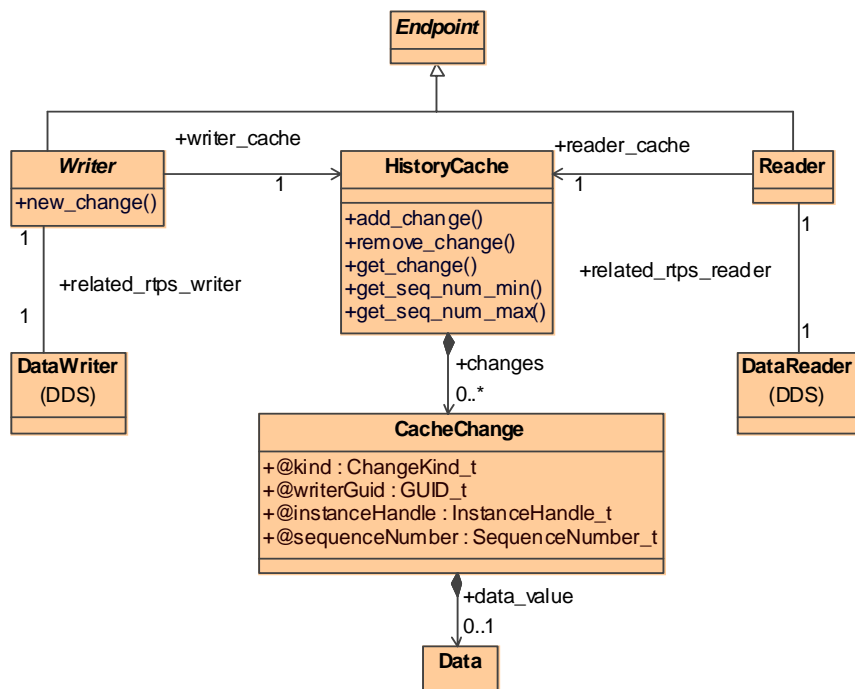 Endpoint
+writer_cache
+reader_cache
Writer
HistoryCache
Reader
1
1
+new_change()
+add_change()
+remove_change()
+get_change()
+get_seq_num_min()
+get_seq_num_max()
1
1
+related_rtps_writer
+related_rtps_reader
1
1
DataWriter
(DDS)
DataReader
(DDS)
+changes
0..*
CacheChange
+@kind : ChangeKind_t
+@writerGuid : GUID_t
+@instanceHandle : InstanceHandle_t
+@sequenceNumber : SequenceNumber_t
+data_value
0..1
Data